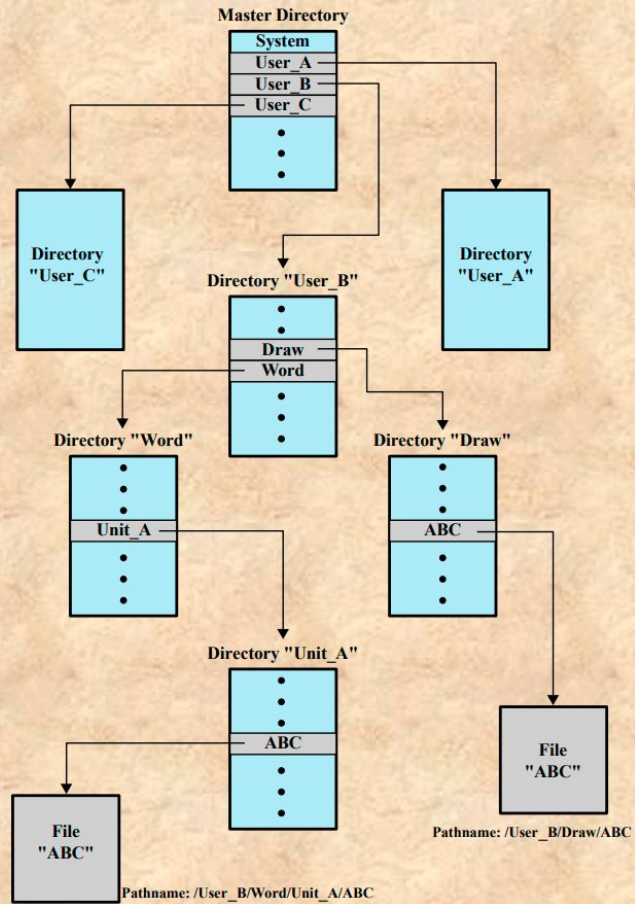 Master Directory
System
User_A
User_B
User_C
Directory
"User_C"
Directory
"User_A"
Directory "User_B"
Draw
Word
Directory "Word"
Directory "Draw"
Unit_A
ABC
Directory "Unit_A"
ABC
File
"ABC"
Pathname: /User_B/Draw/ABC
File
"ABC"
Pathname: /User_B/Word/Unit_A/ABC